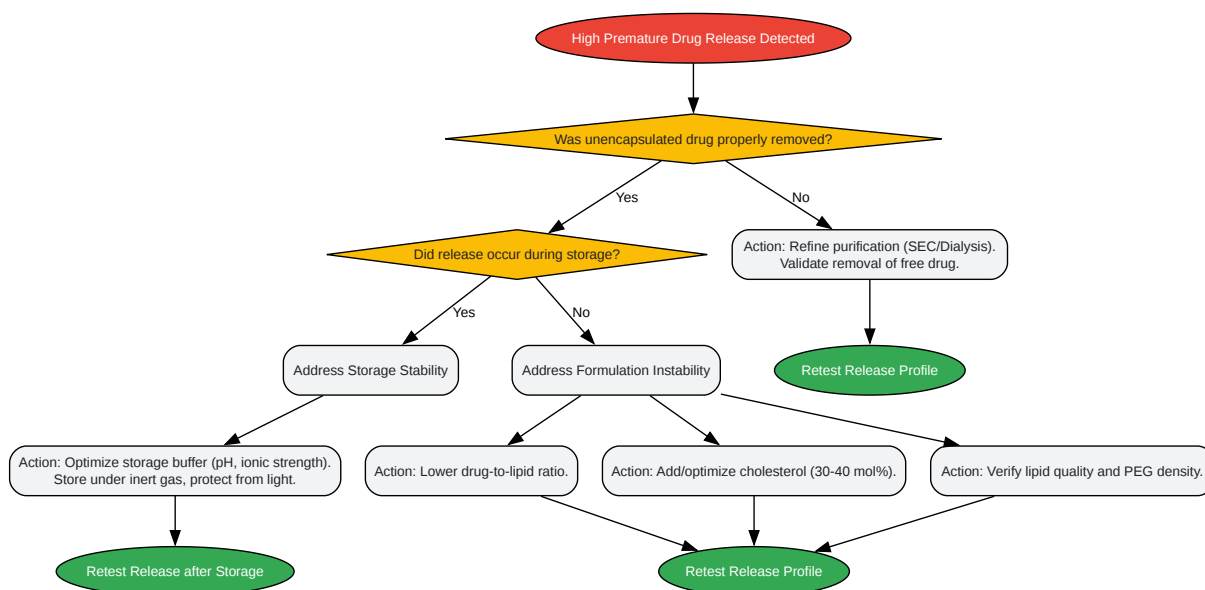 High Premature Drug Release Detected
Was unencapsulated drug properly removed?
Yes
No
Did release occur during storage?
Action: Refine purification (SEC/Dialysis).
Validate removal of free drug.
Yes
No
Address Storage Stability
Address Formulation Instability
Retest Release Profile
Action: Optimize storage buffer (pH, ionic strength).
Store under inert gas, protect from light.
Action: Lower drug-to-lipid ratio.
Action: Add/optimize cholesterol (30-40 mol%).
Action: Verify lipid quality and PEG density.
Retest Release after Storage
Retest Release Profile